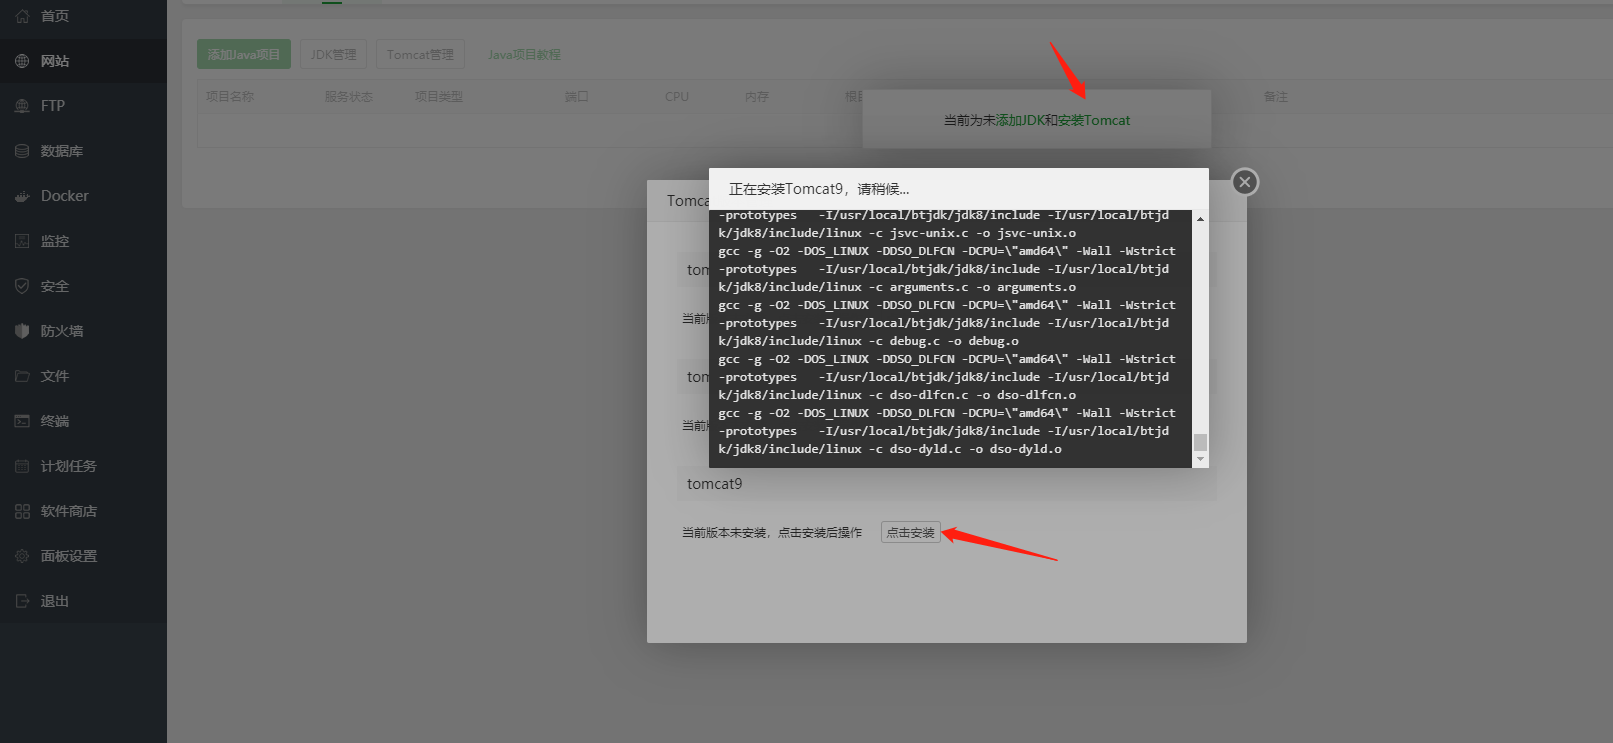 首页
网站
FTP
数据库
Docker
监控
安全
防火墙
文件
终端
计划任务
软件商店
面板设置
退出
添加Java项目 JDK管理 Tomcat管理 Java项目教程
项目名称 服务状态 项目类型 端口 CPU 内存 备注
当前为未添加JDK和安装Tomcat
正在安装Tomcat9，请稍候...
-prototypes   -I/usr/local/btjdk/jdk8/include -I/usr/local/btjd
k/jdk8/include/linux -c jsvc-unix.c -o jsvc-unix.o
gcc -g -O2 -DOS_LINUX -DDSO_DLFCN -DCPU=\"amd64\" -Wall -Wstrict
-prototypes   -I/usr/local/btjdk/jdk8/include -I/usr/local/btjd
k/jdk8/include/linux -c arguments.c -o arguments.o
gcc -g -O2 -DOS_LINUX -DDSO_DLFCN -DCPU=\"amd64\" -Wall -Wstrict
-prototypes   -I/usr/local/btjdk/jdk8/include -I/usr/local/btjd
k/jdk8/include/linux -c debug.c -o debug.o
gcc -g -O2 -DOS_LINUX -DDSO_DLFCN -DCPU=\"amd64\" -Wall -Wstrict
-prototypes   -I/usr/local/btjdk/jdk8/include -I/usr/local/btjd
k/jdk8/include/linux -c dso-dlfcn.c -o dso-dlfcn.o
gcc -g -O2 -DOS_LINUX -DDSO_DLFCN -DCPU=\"amd64\" -Wall -Wstrict
-prototypes   -I/usr/local/btjdk/jdk8/include -I/usr/local/btjd
k/jdk8/include/linux -c dso-dyld.c -o dso-dyld.o
Tomca
tom
当前
tom
当前
tomcat9
当前版本未安装，点击安装后操作 点击安装